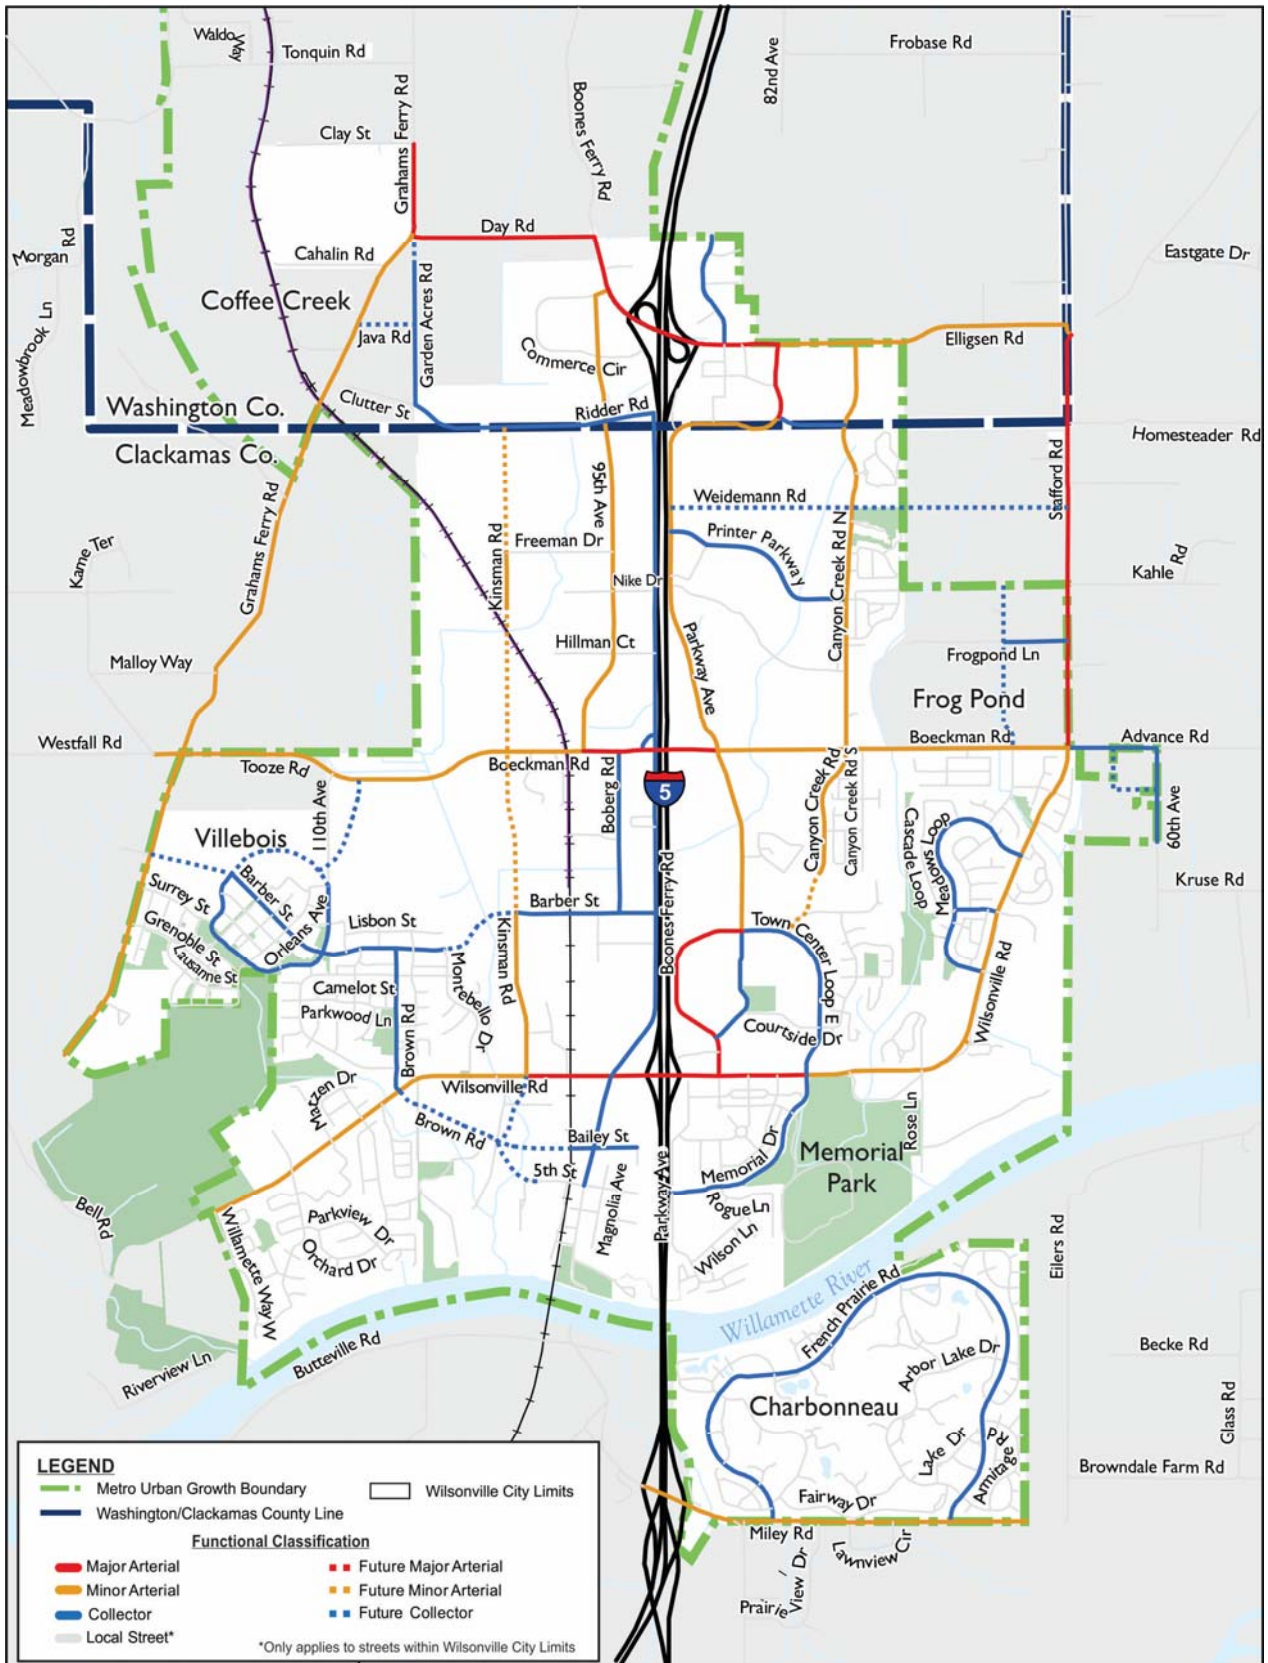 Waldo
Way
Tonquin Rd
Grahams Ferry Rd
Boones Ferry Rd
82nd Ave
Frobase Rd
Clay St
Day Rd
Morgan Rd
Cahalin Rd
Eastgate Dr
Coffee Creek
Java Rd
Garden Acres Rd
Elligsen Rd
Meadowbrook Ln
Commerce Cir
Clutter St
Ridder Rd
Washington Co.
Clackamas Co.
Homesteader Rd
Stafford Rd
95th Ave
Weidemann Rd
Grahams Ferry Rd
Kinsman Rd
Freeman Dr
Printer Parkway
Canyon Creek Rd N
Kame Ter
Nike Dr
Kahle Rd
Hillman Ct
Parkway Ave
Frogpond Ln
Malloy Way
Frog Pond
Westfall Rd
Tooze Rd
Boeckman Rd
Boeckman Rd
Advance Rd
110th Ave
Boberg Rd
5
Canyon Creek Rd
Canyon Creek Rd S
Cascade Loop
Meadows Loop
60th Ave
Villebois
Surrey St
Barber St
Grenoble St
Orleans Ave
Lausanne St
Lisbon St
Barber St
Boones Ferry Rd
Town Center Loop E
Kruse Rd
Camelot St
Parkwood Ln
Brown Rd
Montebello Dr
Kinsman Rd
Courtside Dr
Wilsonville Rd
Matzen Dr
Wilsonville Rd
Brown Rd
Bailey St
5th St
Magnolia Ave
Parkway Ave
Memorial Dr
Memorial
Park
Rose Ln
Rogue Ln
Wilson Ln
Bell Rd
Willamette Way W
Parkview Dr
Orchard Dr
Eilers Rd
Willamette River
French Prairie Rd
Riverview Ln
Butteville Rd
Becke Rd
Arbor Lake Dr
Charbonneau
Glass Rd
Lake Dr
Armitage Rd
Browndale Farm Rd
Fairway Dr
Miley Rd
Lawnview Cir
Prairie View Dr
LEGEND
Metro Urban Growth Boundary
Wilsonville City Limits
Washington/Clackamas County Line
Functional Classification
Major Arterial
Future Major Arterial
Minor Arterial
Future Minor Arterial
Collector
Future Collector
Local Street*
*Only applies to streets within Wilsonville City Limits